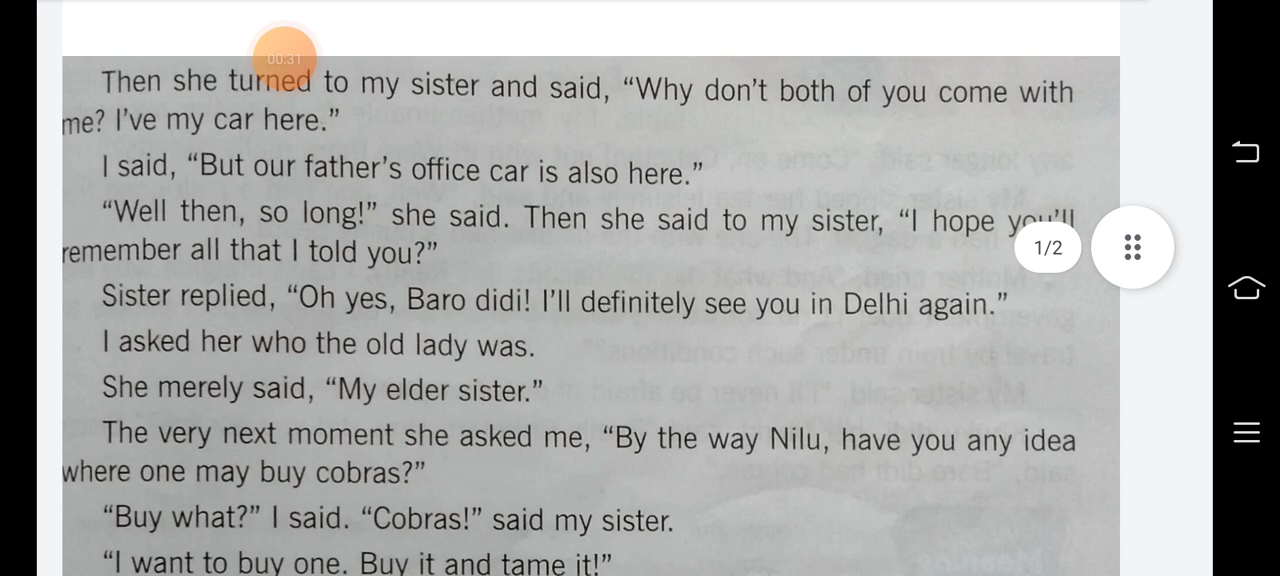 00:31
Then she turned to my sister and said, “Why don’t both of you come with
me? I’ve my car here.”
I said, “But our father’s office car is also here.”
“Well then, so long!” she said. Then she said to my sister, “I hope you’ll
remember all that I told you?”
1/2
Sister replied, “Oh yes, Baro didi! I’ll definitely see you in Delhi again.”
I asked her who the old lady was.
She merely said, “My elder sister.”
The very next moment she asked me, “By the way Nilu, have you any idea
where one may buy cobras?”
“Buy what?” I said. “Cobras!” said my sister.
“I want to buy one. Buy it and tame it!”